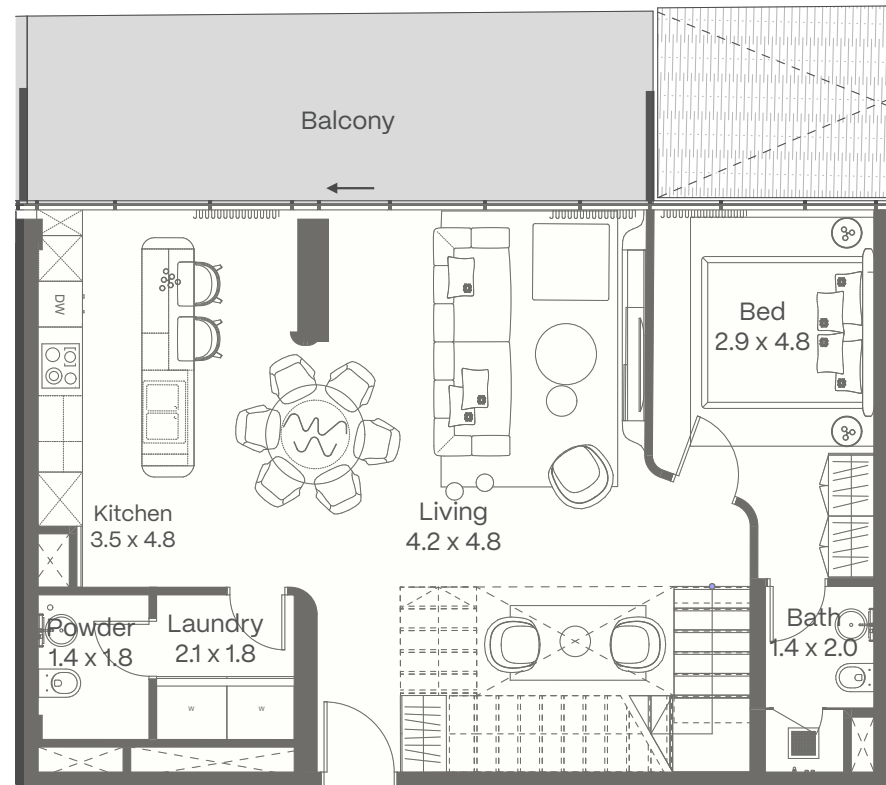 Balcony
DW
Bed
2.9 x 4.8
Kitchen
3.5 x 4.8
Living
4.2 x 4.8
Powder
1.4 x 1.8
Laundry
2.1 x 1.8
Bath
1.4 x 2.0
W
W